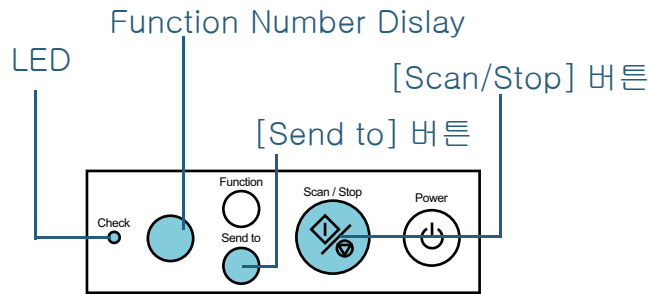 Function Number Dislay
LED
[Scan/Stop] 버튼
[Send to] 버튼
Function
Scan / Stop
Power
Check
Send to